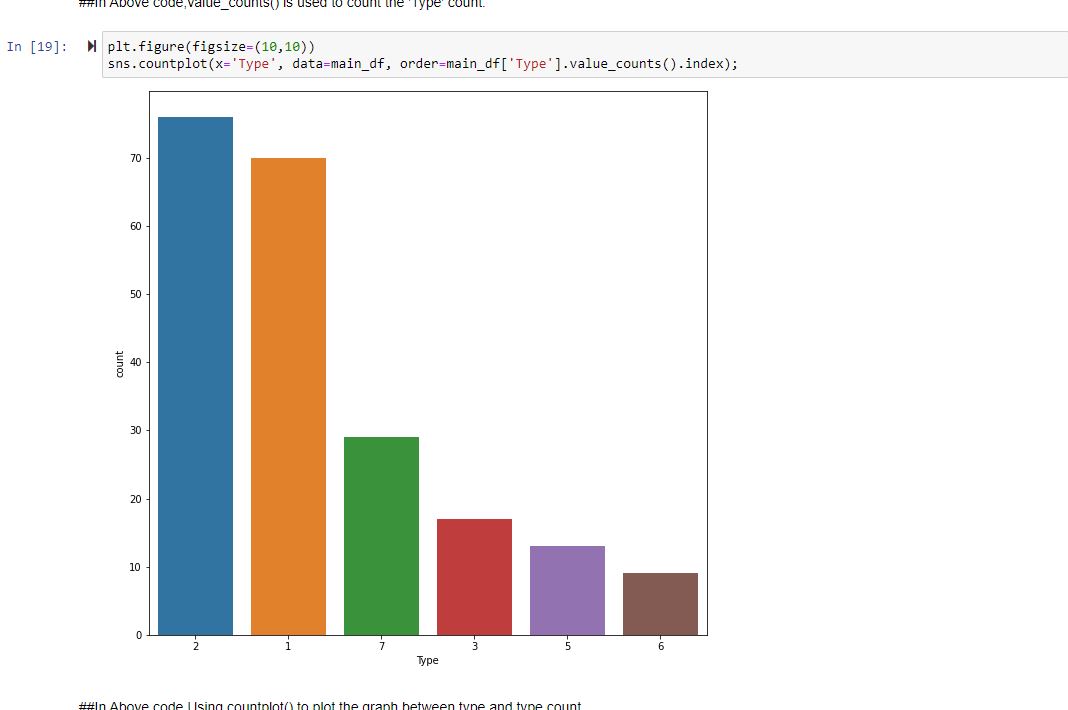 ##In Above code,value_counts() is used to count the 'Type' count.
In [19]:
plt.figure(figsize=(10,10))
sns.countplot(x='Type', data=main_df, order=main_df['Type'].value_counts().index);
70
60
50
40
30
20
10
0
count
2 1 7 3 5 6
Type
##In Above code,Using countplot() to plot the graph between type and type count